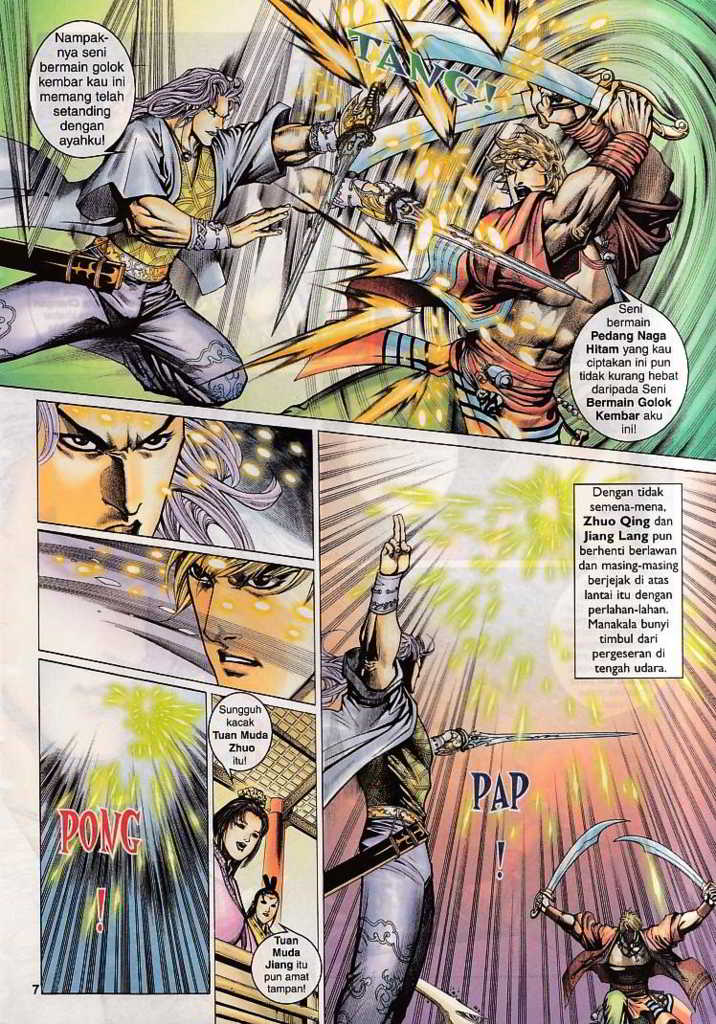 Nampak-
nya seni
bermain golok
kembar kau ini
memang telah
setanding
dengan
ayahku!
TANG!
Seni
bermain
Pedang Naga
Hitam yang kau
ciptakan ini pun
tidak kurang hebat
daripada Seni
Bermain Golok
Kembar aku
ini!
Dengan tidak
semena-mena,
Zhuo Qing dan
Jiang Lang pun
berhenti berlawan
dan masing-masing
berjejak di atas
lantai itu dengan
perlahan-lahan.
Manakala bunyi
timbul dari
pergeseran di
tengah udara.
PONG
!
Sungguh
kacak
Tuan Muda
Zhuo
itu!
Tuan
Muda
Jiang itu
pun amat
tampan!
PAP
!
7